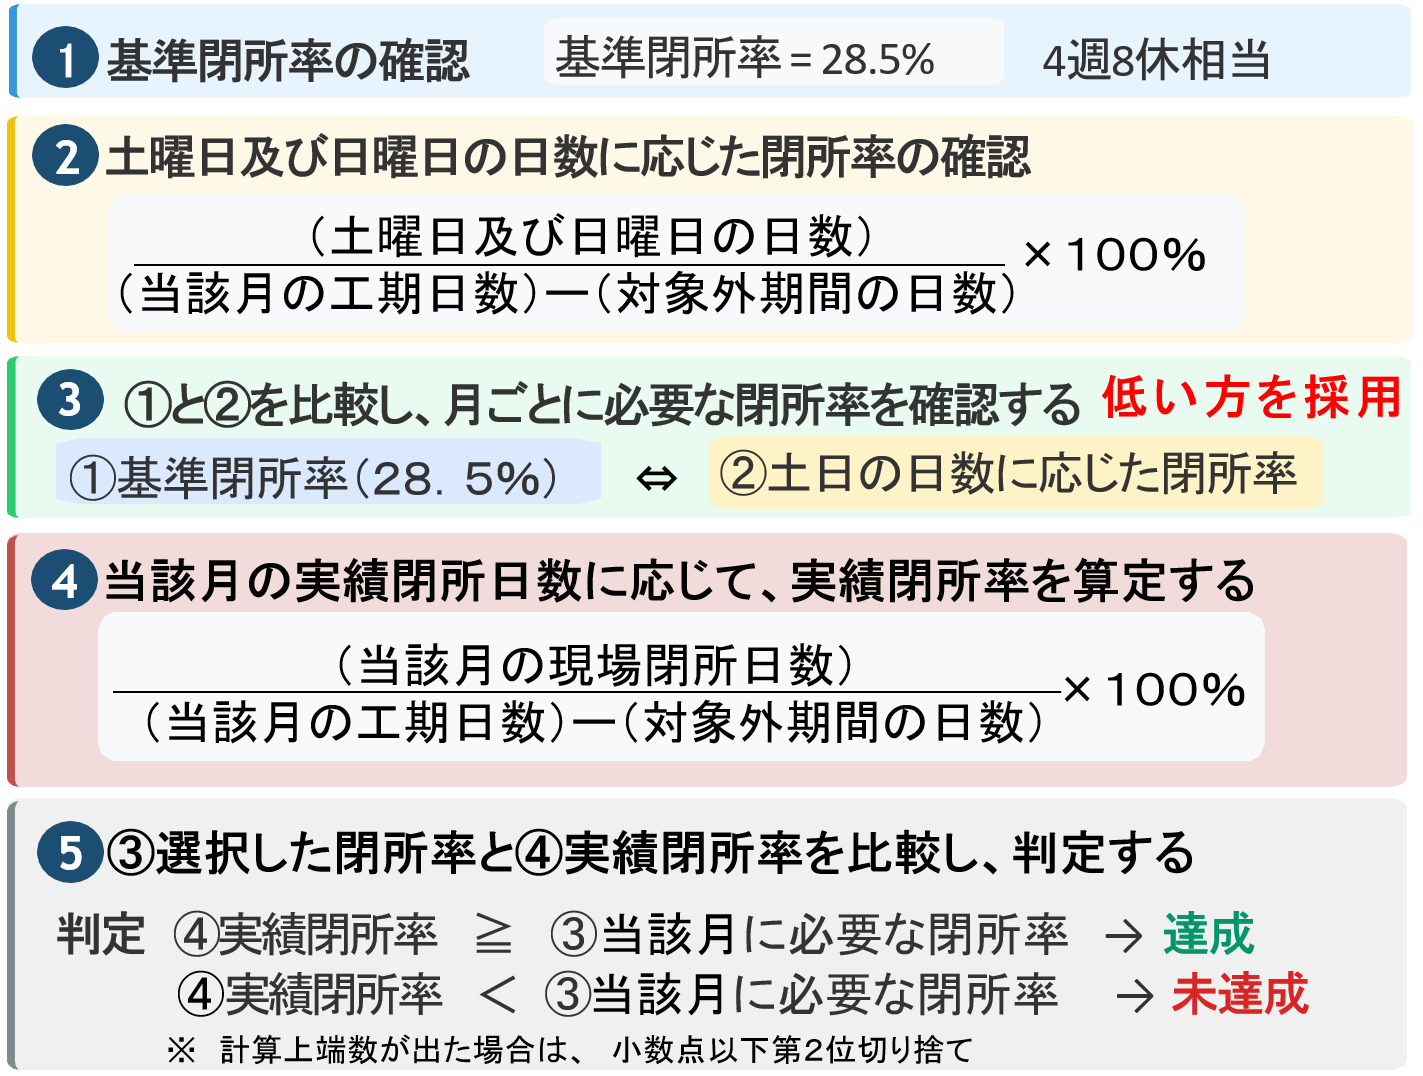 1 基準閉所率の確認 基準閉所率 = 28.5% 4週8休相当
2 土曜日及び日曜日の日数に応じた閉所率の確認
（土曜日及び日曜日の日数）
（当該月の工期日数）―（対象外期間の日数）
×100%
3 ①と②を比較し、月ごとに必要な閉所率を確認する 低い方を採用
①基準閉所率（28．5%） ⇔ ②土日の日数に応じた閉所率
4 当該月の実績閉所日数に応じて、実績閉所率を算定する
（当該月の現場閉所日数）
（当該月の工期日数）―（対象外期間の日数）
×100%
5 ③選択した閉所率と④実績閉所率を比較し、判定する
判定 ④実績閉所率 ≧ ③当該月に必要な閉所率 → 達成
④実績閉所率 ＜ ③当該月に必要な閉所率 → 未達成
※ 計算上端数が出た場合は、 小数点以下第2位切り捨て